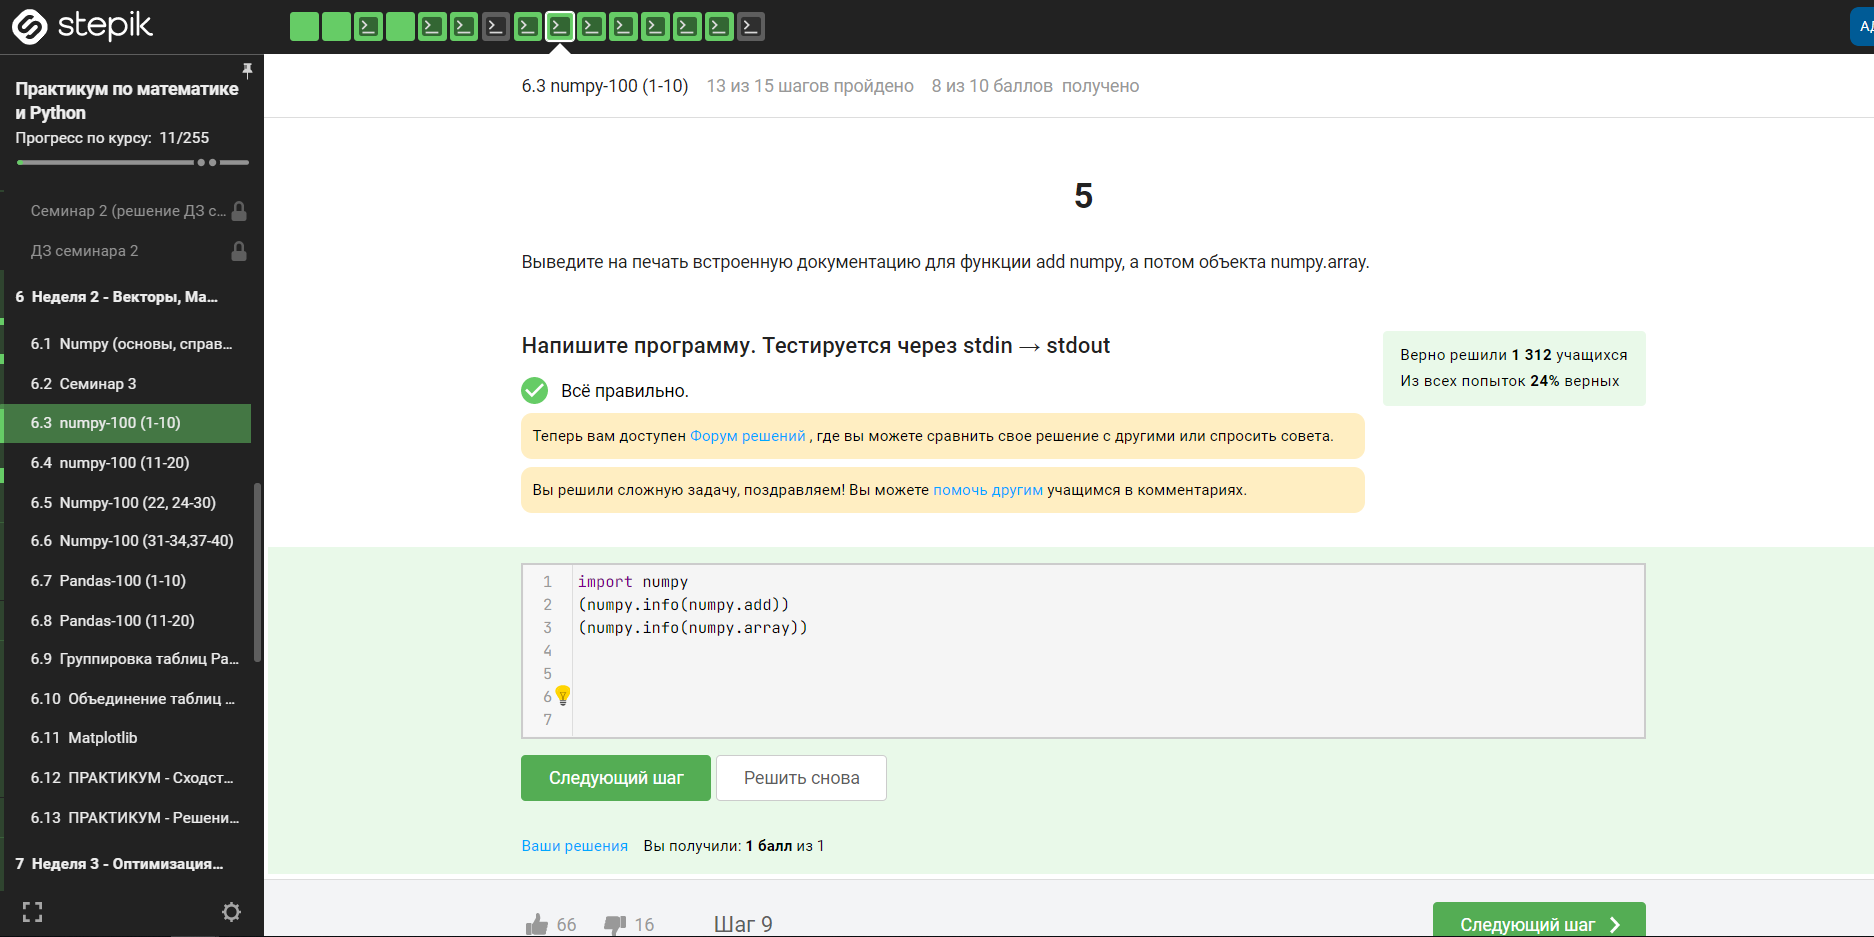 stepik
АД
Практикум по математике
и Python
Прогресс по курсу: 11/255
Семинар 2 (решение ДЗ с...
ДЗ семинара 2
6 Неделя 2 - Векторы, Ма...
6.1 Numpy (основы, справ...
6.2 Семинар 3
6.3 numpy-100 (1-10)
6.4 numpy-100 (11-20)
6.5 Numpy-100 (22, 24-30)
6.6 Numpy-100 (31-34,37-40)
6.7 Pandas-100 (1-10)
6.8 Pandas-100 (11-20)
6.9 Группировка таблиц Pa...
6.10 Объединение таблиц ...
6.11 Matplotlib
6.12 ПРАКТИКУМ - Сходст...
6.13 ПРАКТИКУМ - Решени...
7 Неделя 3 - Оптимизация...
6.3 numpy-100 (1-10) 13 из 15 шагов пройдено 8 из 10 баллов получено
5
Выведите на печать встроенную документацию для функции add numpy, а потом объекта numpy.array.
Напишите программу. Тестируется через stdin → stdout
Верно решили 1 312 учащихся
Из всех попыток 24% верных
Всё правильно.
Теперь вам доступен Форум решений , где вы можете сравнить свое решение с другими или спросить совета.
Вы решили сложную задачу, поздравляем! Вы можете помочь другим учащимся в комментариях.
1 import numpy
2 (numpy.info(numpy.add))
3 (numpy.info(numpy.array))
4
5
6
7
Следующий шаг Решить снова
Ваши решения Вы получили: 1 балл из 1
66 16 Шаг 9 Следующий шаг